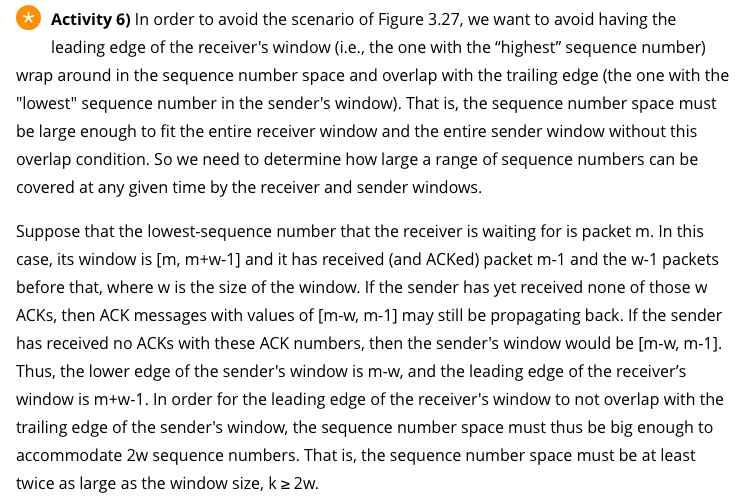 Activity 6) In order to avoid the scenario of Figure 3.27, we want to avoid having the
leading edge of the receiver's window (i.e., the one with the “highest” sequence number)
wrap around in the sequence number space and overlap with the trailing edge (the one with the
"lowest" sequence number in the sender's window). That is, the sequence number space must
be large enough to fit the entire receiver window and the entire sender window without this
overlap condition. So we need to determine how large a range of sequence numbers can be
covered at any given time by the receiver and sender windows.
Suppose that the lowest-sequence number that the receiver is waiting for is packet m. In this
case, its window is [m, m+w-1] and it has received (and ACKed) packet m-1 and the w-1 packets
before that, where w is the size of the window. If the sender has yet received none of those w
ACKs, then ACK messages with values of [m-w, m-1] may still be propagating back. If the sender
has received no ACKs with these ACK numbers, then the sender's window would be [m-w, m-1].
Thus, the lower edge of the sender's window is m-w, and the leading edge of the receiver’s
window is m+w-1. In order for the leading edge of the receiver's window to not overlap with the
trailing edge of the sender's window, the sequence number space must thus be big enough to
accommodate 2w sequence numbers. That is, the sequence number space must be at least
twice as large as the window size, k ≥ 2w.